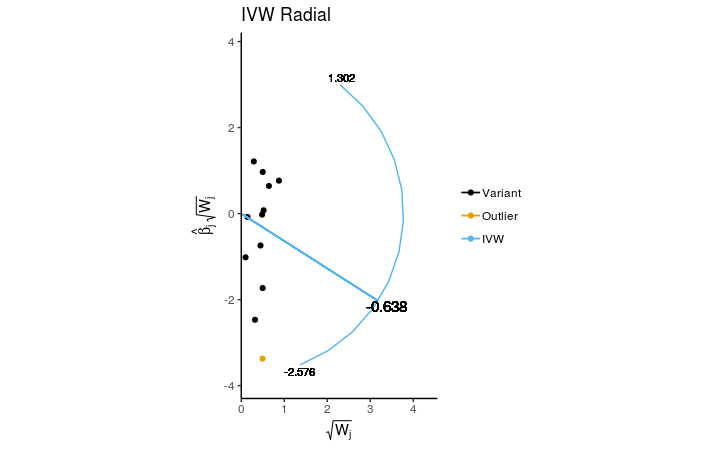 IVW Radial
4
2
0
-2
-4
β̂j√Wj
1.302
-0.638
-2.576
0 1 2 3 4
√Wj
Variant
Outlier
IVW